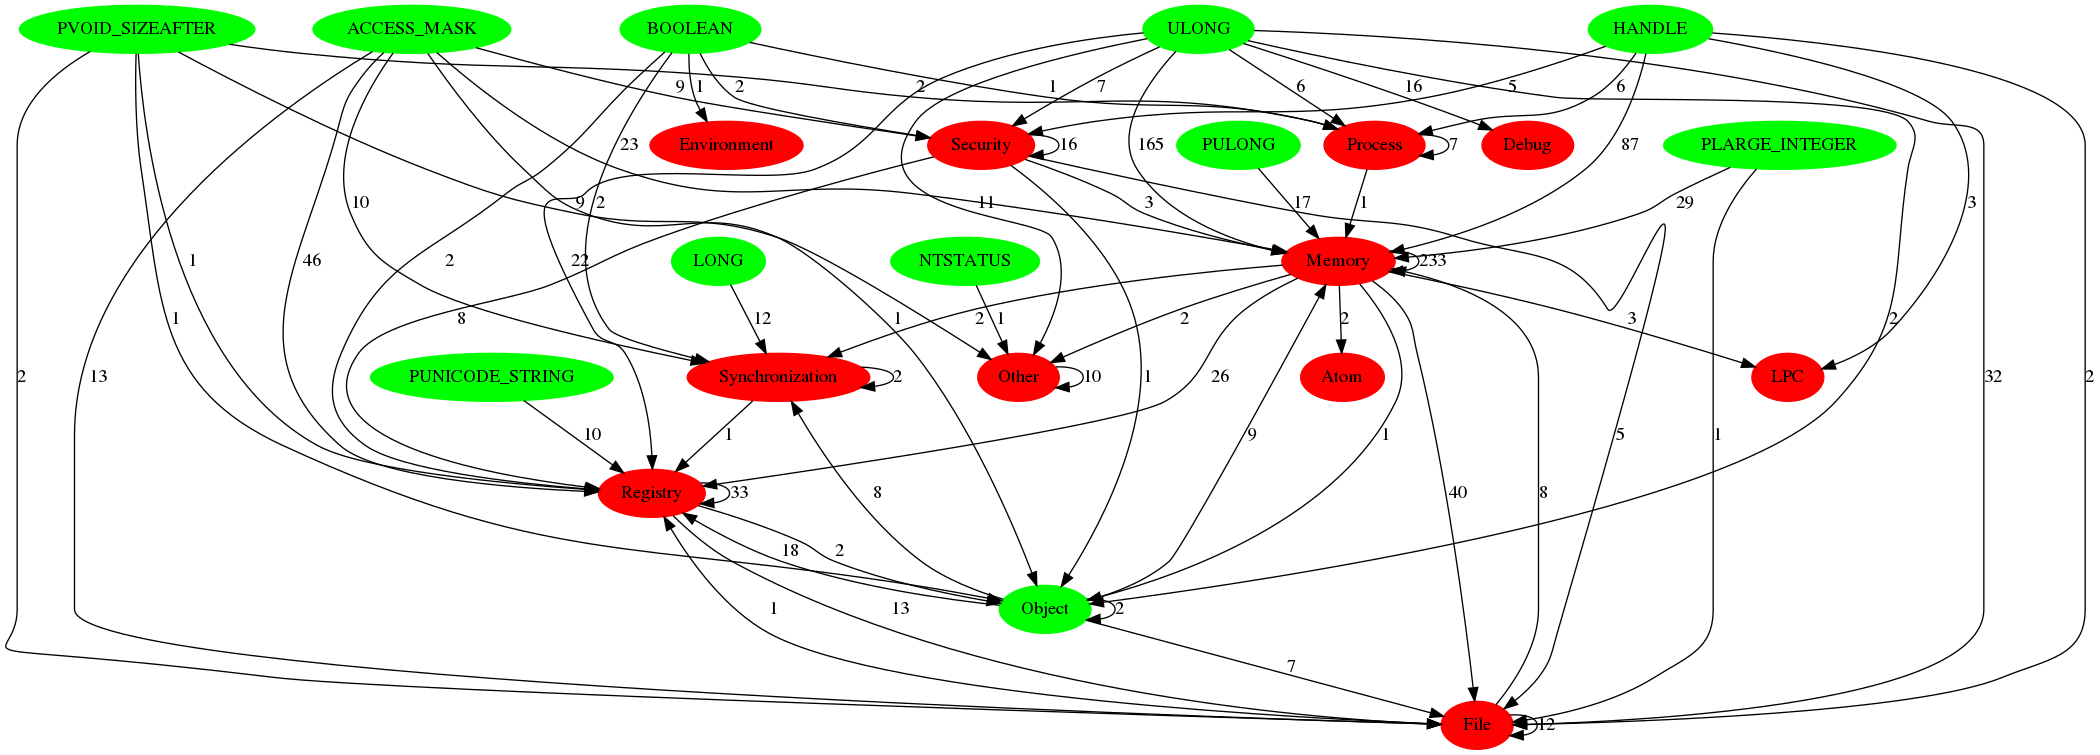 PVOID_SIZEAFTER ACCESS_MASK BOOLEAN ULONG HANDLE
9 1 2 2 1 7 6 16 5 6
23 Environment Security 16 165 PULONG Process 7 Debug 87 PLARGE_INTEGER
10 9 2 11 3 17 1 29 3
1 46 2 LONG 22 NTSTATUS Memory 233
1 8 12 1 2 1 2 2 3 2
2 13 PUNICODE_STRING Synchronization 2 Other 10 1 Atom LPC 32 2
10 1 26 9 1 5 1
Registry 33 8 40 8
18 2
1 13 Object 2
7
File 12